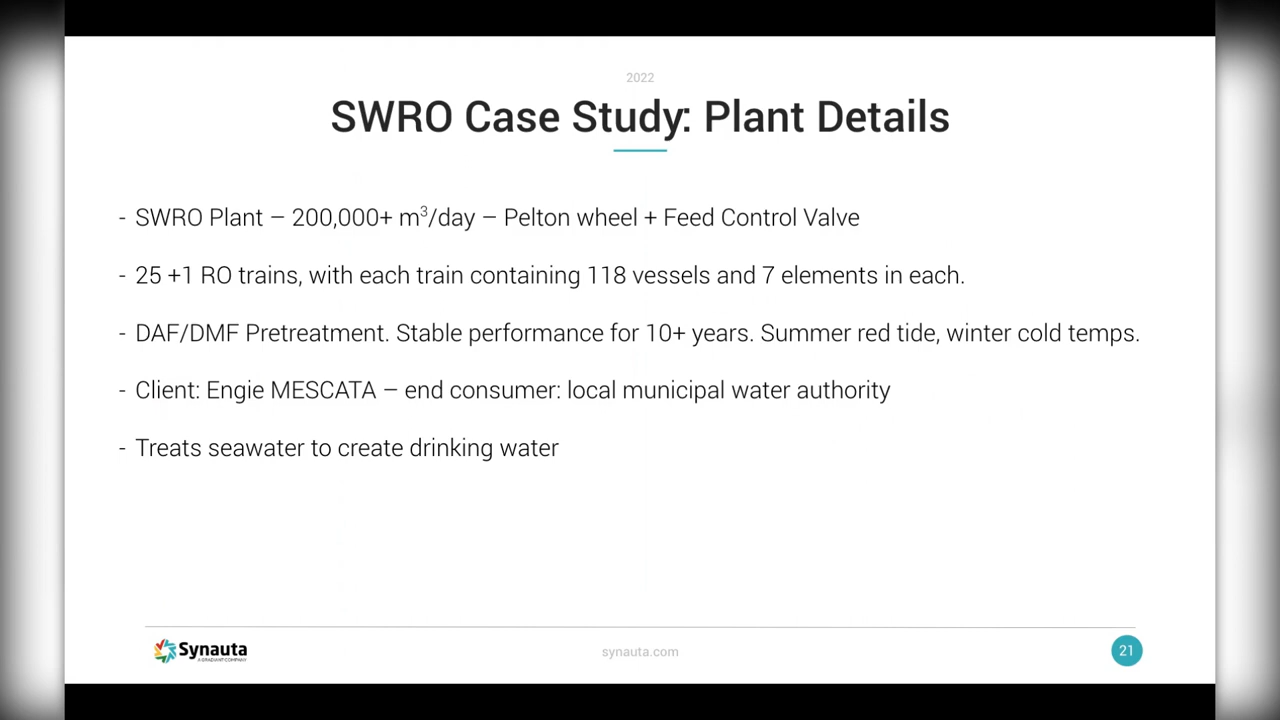 2022
SWRO Case Study: Plant Details
- SWRO Plant – 200,000+ m³/day – Pelton wheel + Feed Control Valve
- 25 +1 RO trains, with each train containing 118 vessels and 7 elements in each.
- DAF/DMF Pretreatment. Stable performance for 10+ years. Summer red tide, winter cold temps.
- Client: Engie MESCATA – end consumer: local municipal water authority
- Treats seawater to create drinking water
Synauta
A GRADIANT COMPANY
synauta.com
21